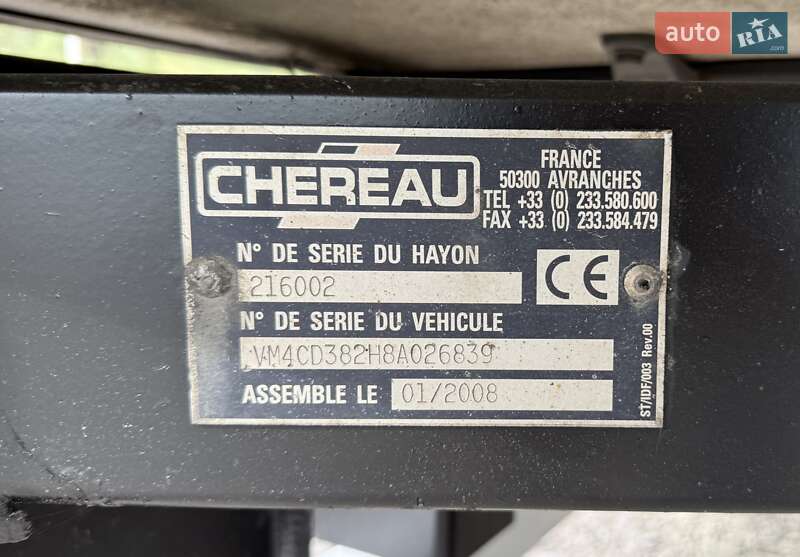 auto RIA
.com
CHEREAU
FRANCE
50300 AVRANCHES
TEL +33 (0) 233.580.600
FAX +33 (0) 233.584.479
N° DE SERIE DU HAYON
216002
CE
N° DE SERIE DU VEHICULE
VM4CD382H8A026839
ASSEMBLE LE 01/2008
ST/IDF/003 Rev.00